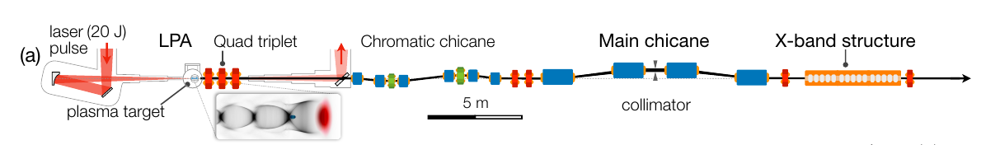 (a)
laser (20 J)
pulse
LPA
Quad triplet
Chromatic chicane
Main chicane
X-band structure
plasma target
5 m
collimator